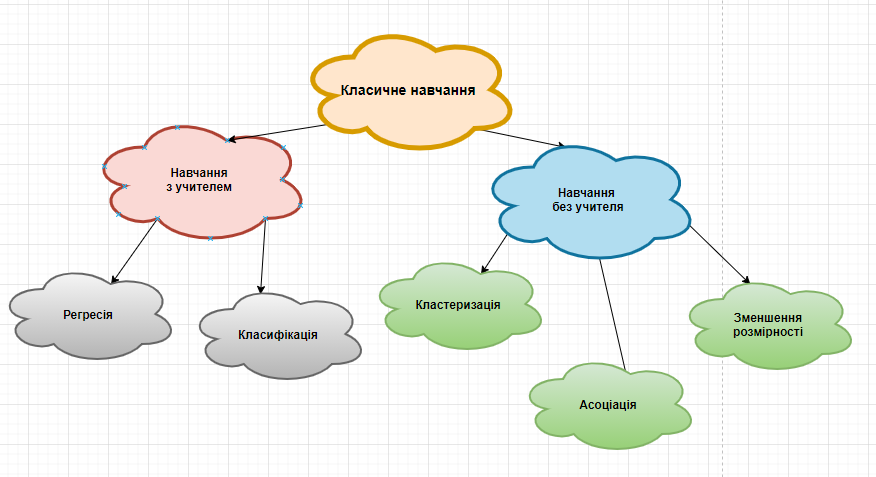 Класичне навчання
Навчання
з учителем
Навчання
без учителя
Регресія
Класифікація
Кластеризація
Асоціація
Зменшення
розмірності